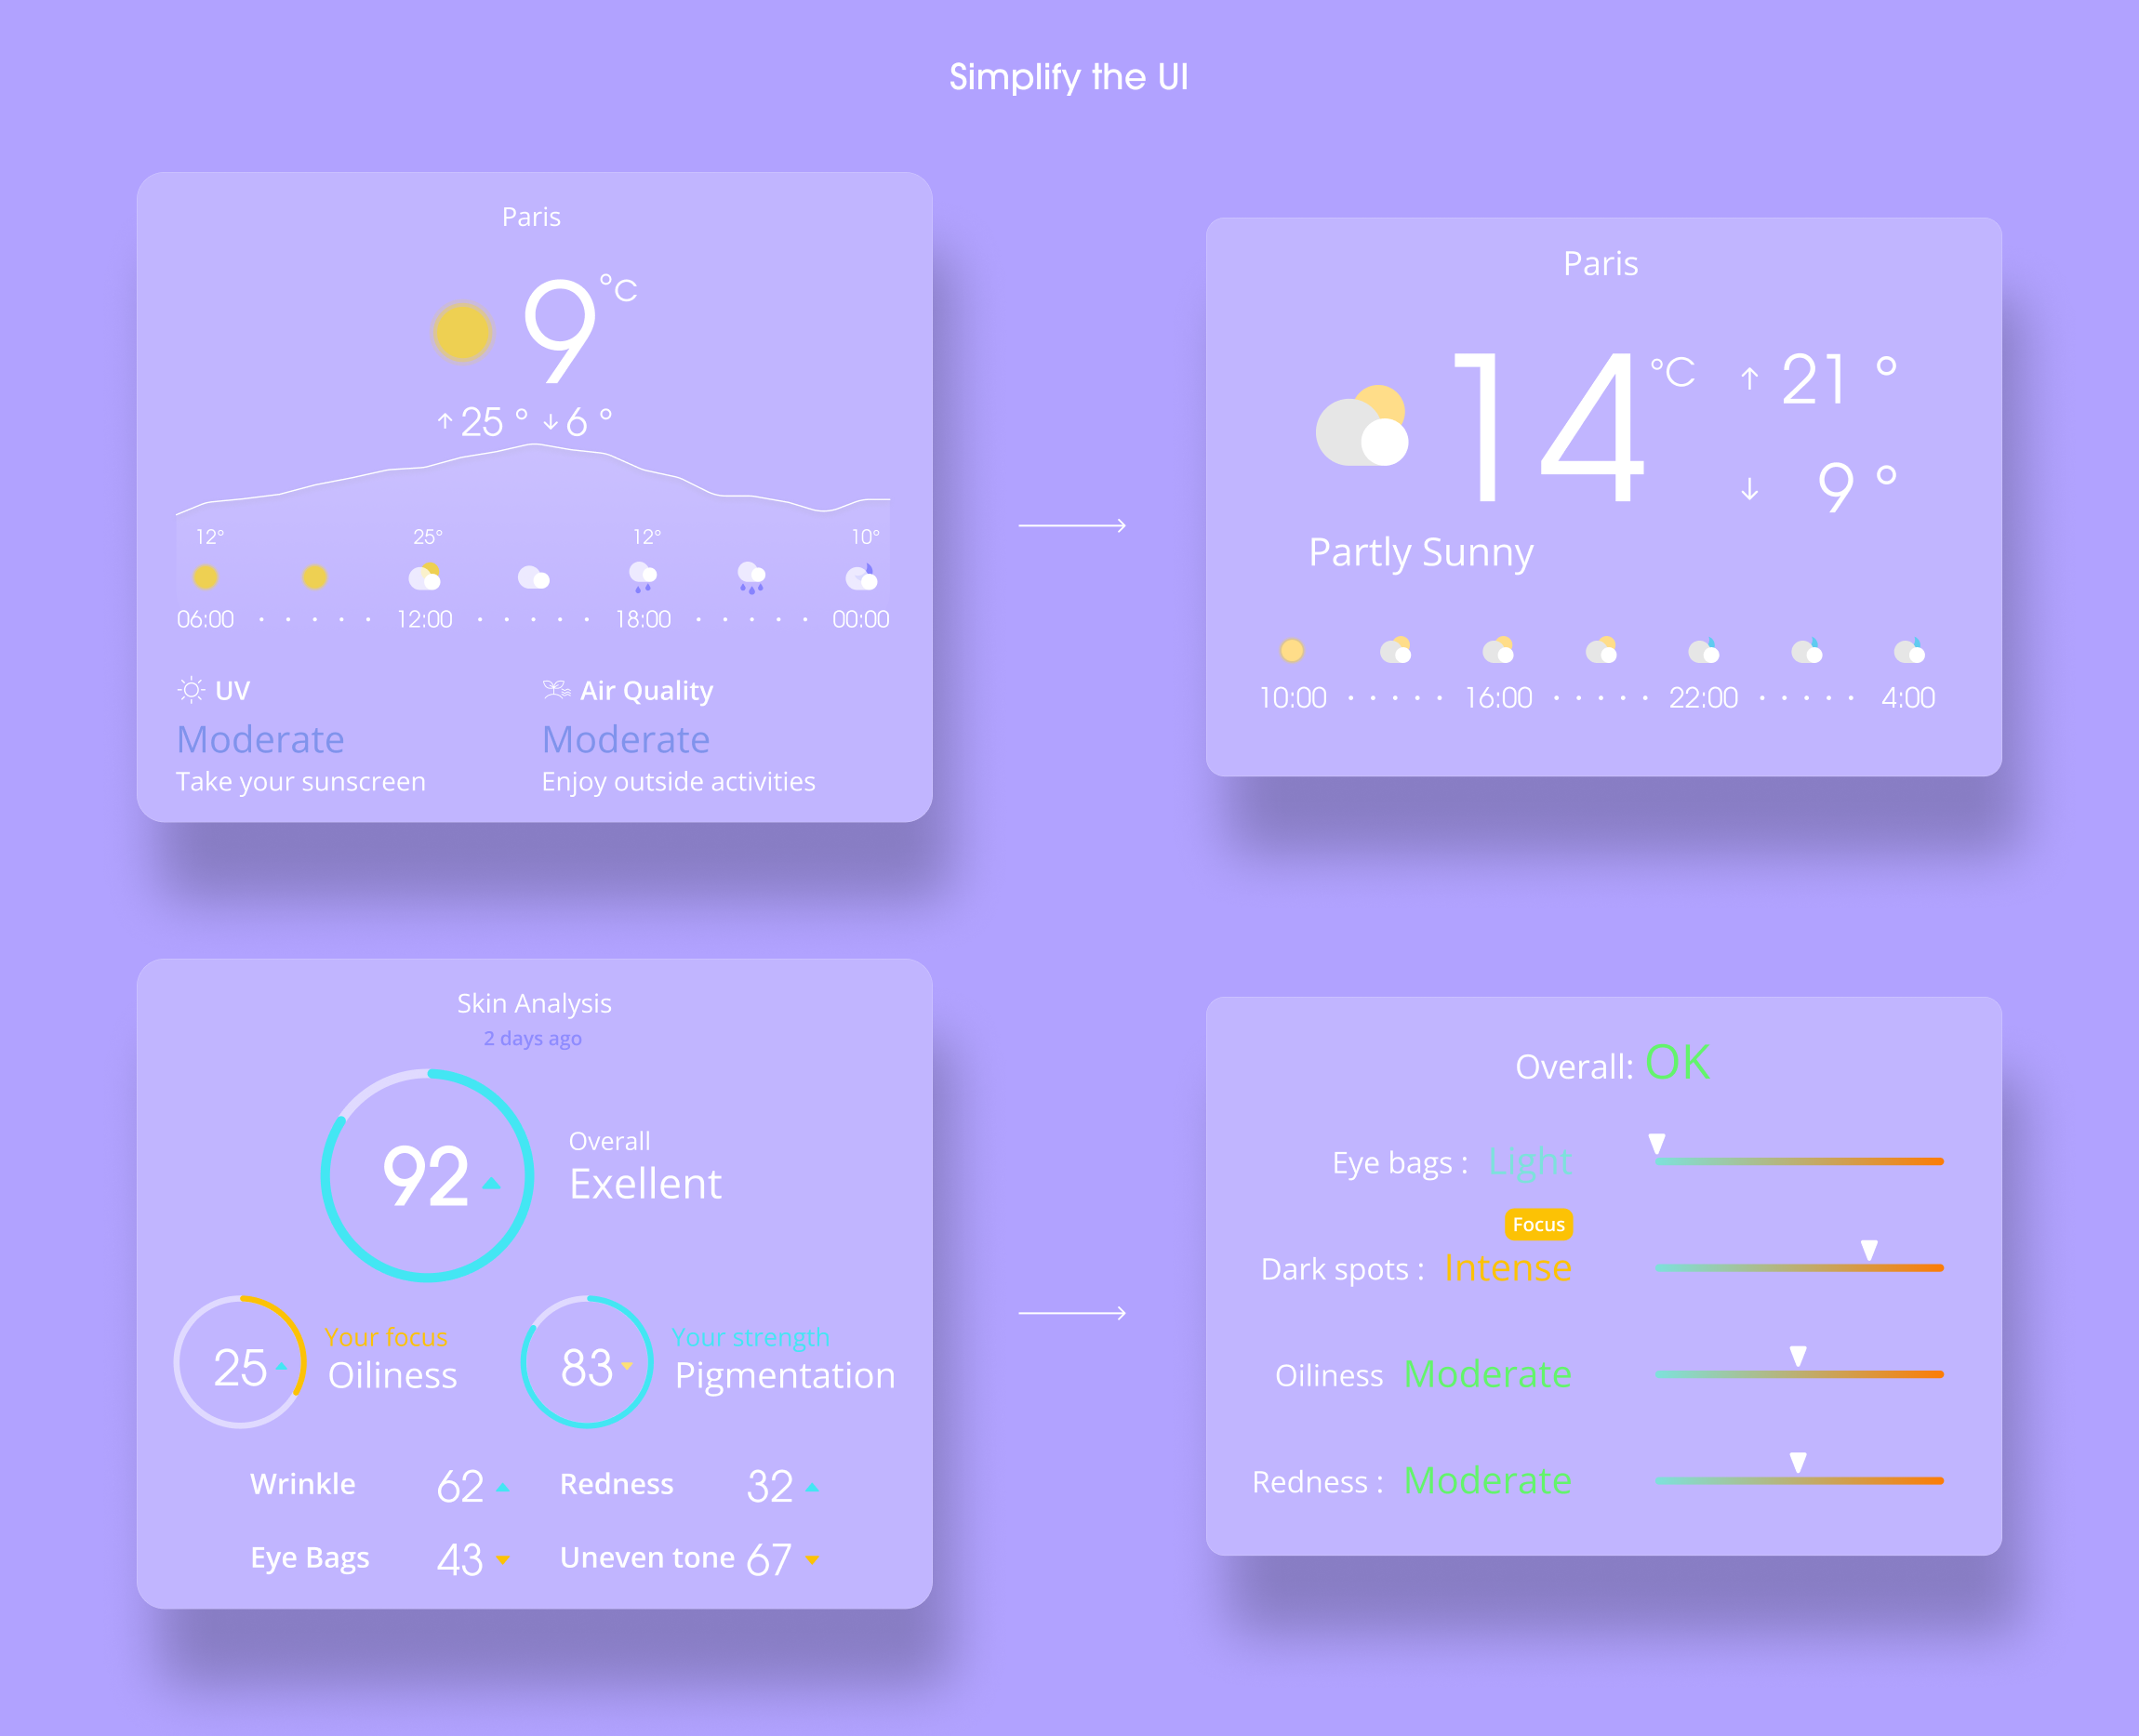 Simplify the UI
Paris
9 °C
↑ 25 ° ↓ 6 °
12° 25° 12° 10°
06:00 12:00 18:00 00:00
UV Air Quality
Moderate Moderate
Take your sunscreen Enjoy outside activities
Paris
14 °C ↑ 21 °
↓ 9 °
Partly Sunny
10:00 16:00 22:00 4:00
Skin Analysis
2 days ago
92
Overall
Exellent
25
Your focus
Oiliness
83
Your strength
Pigmentation
Wrinkle 62 Redness 32
Eye Bags 43 Uneven tone 67
Overall: OK
Eye bags : Light
Focus
Dark spots : Intense
Oiliness Moderate
Redness : Moderate